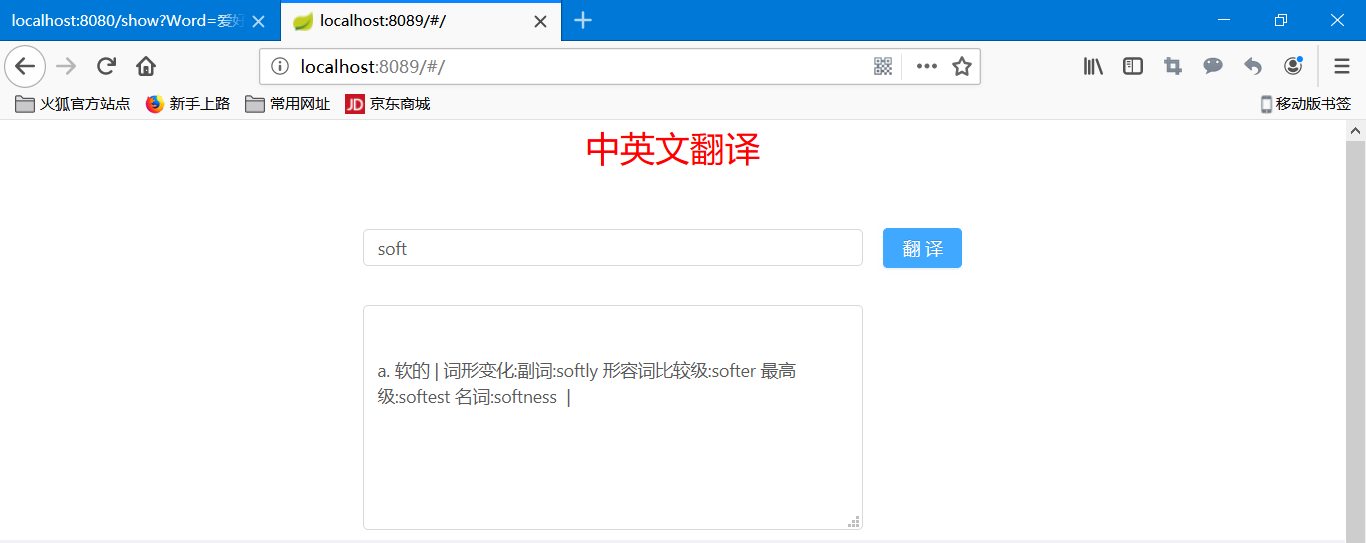 localhost:8080/show?Word=爱好
localhost:8089/#/
localhost:8089/#/
火狐官方站点
新手上路
常用网址
JD
京东商城
移动版书签
中英文翻译
soft
翻 译
a. 软的 | 词形变化:副词:softly 形容词比较级:softer 最高
级:softest 名词:softness |